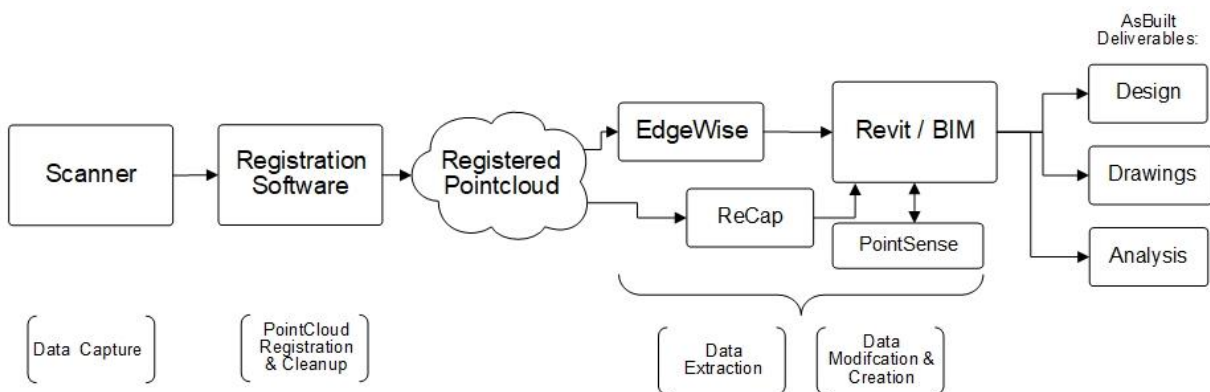 AsBuilt
Deliverables:
Scanner
Registration
Software
Registered
Pointcloud
EdgeWise
ReCap
Revit / BIM
PointSense
Design
Drawings
Analysis
Data Capture
PointCloud
Registration
& Cleanup
Data
Extraction
Data
Modifcation &
Creation